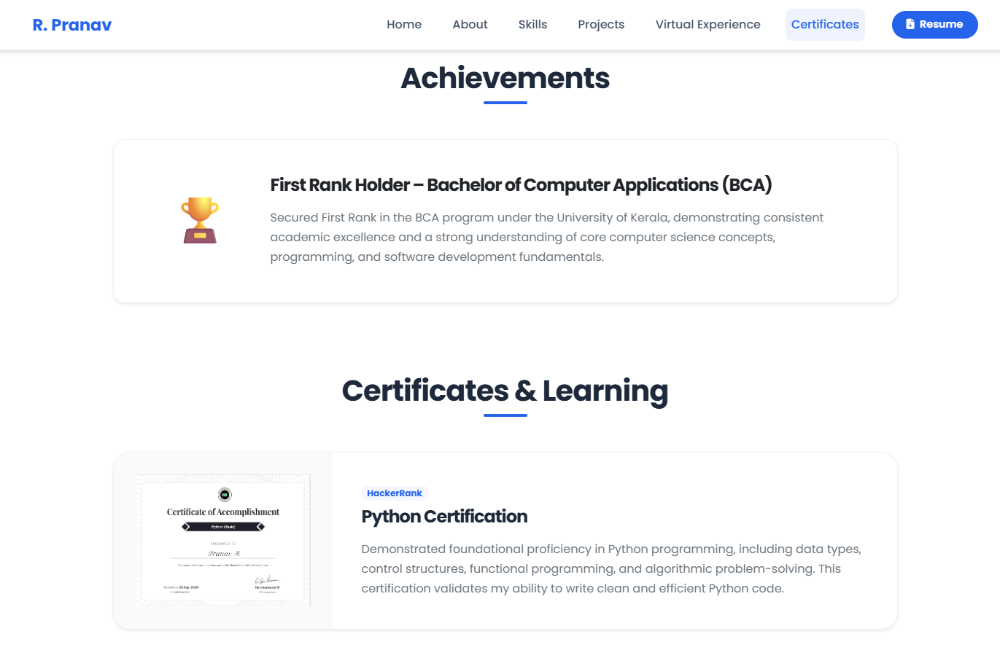 R. Pranav
Home About Skills Projects Virtual Experience Certificates Resume
Achievements
First Rank Holder – Bachelor of Computer Applications (BCA)
Secured First Rank in the BCA program under the University of Kerala, demonstrating consistent
academic excellence and a strong understanding of core computer science concepts,
programming, and software development fundamentals.
Certificates & Learning
Certificate of Accomplishment
Python (Basic)
PRESENTED TO
Pranav R
HackerRank
Python Certification
Demonstrated foundational proficiency in Python programming, including data types,
control structures, functional programming, and algorithmic problem-solving. This
certification validates my ability to write clean and efficient Python code.